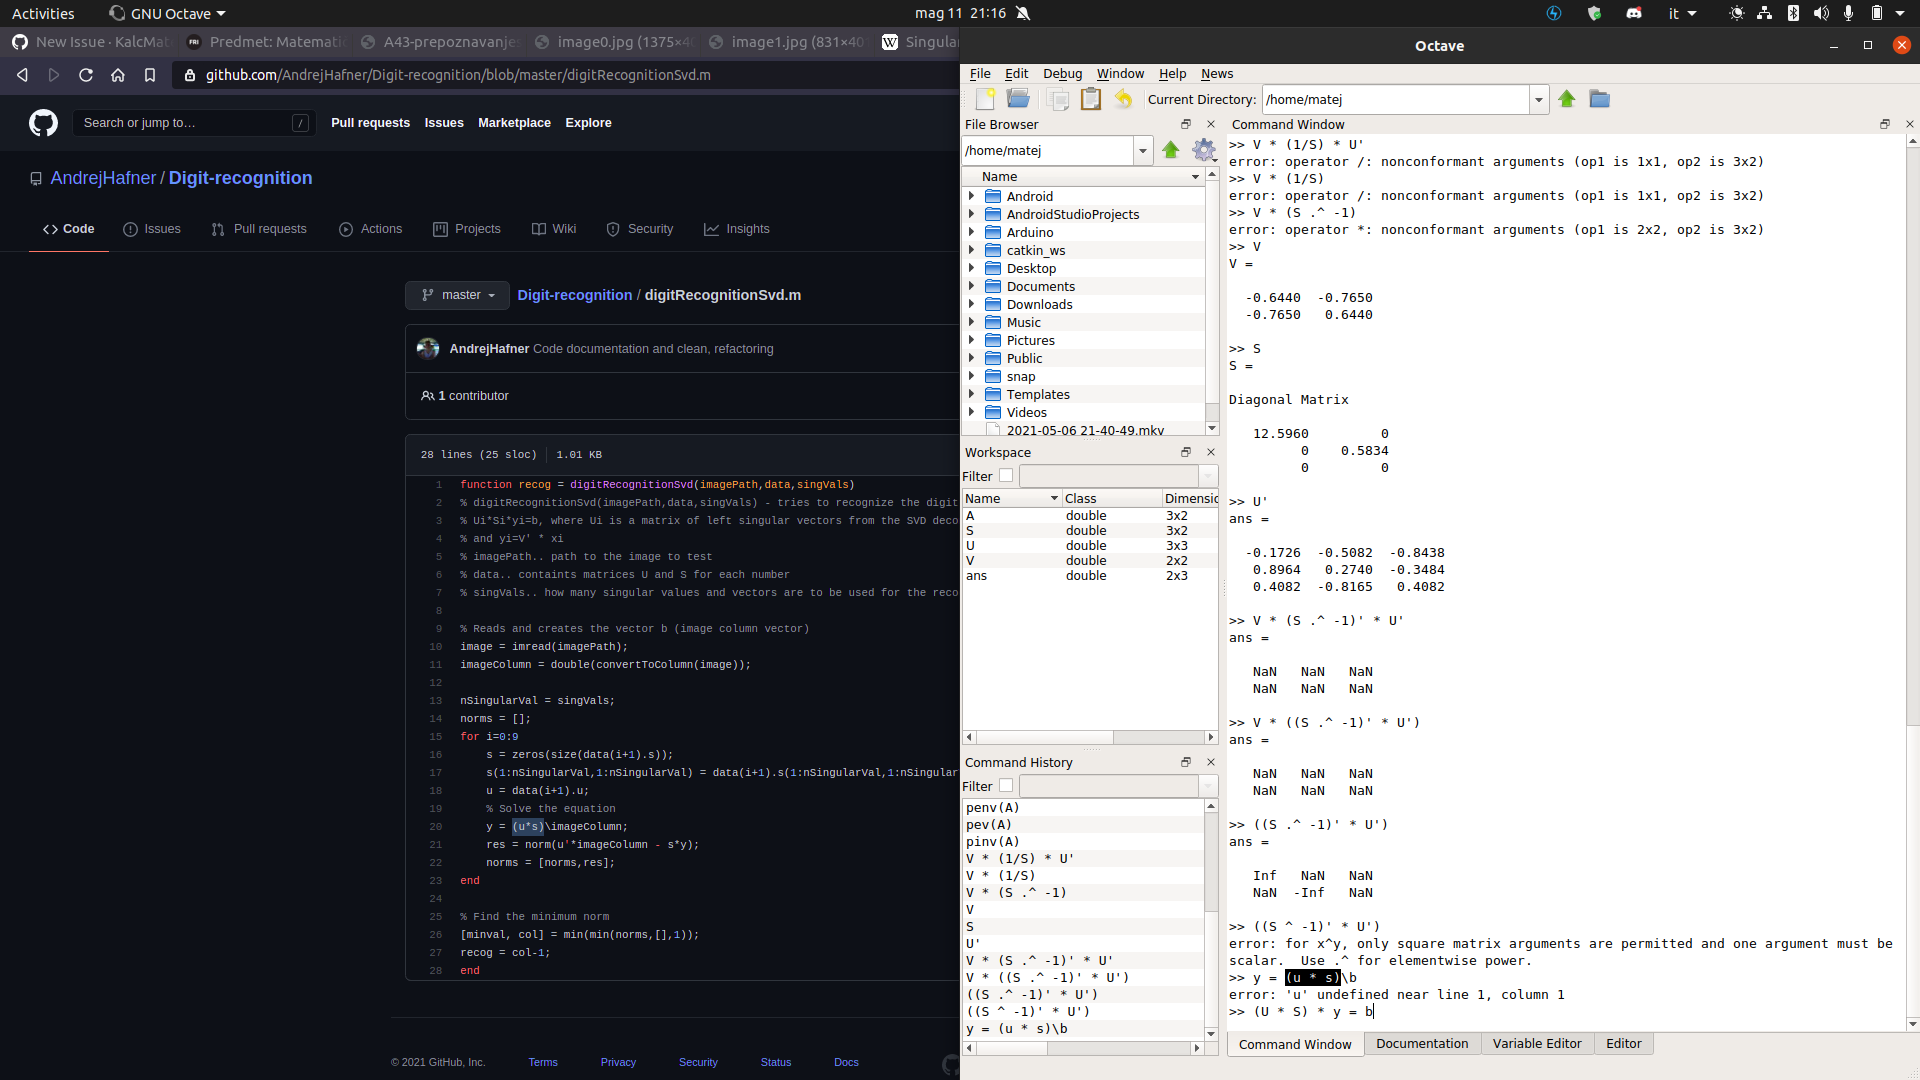 Activities
GNU Octave
mag 11 21:16
it
New Issue · KalcMat
Predmet: Matemati
A43-prepoznavanje
image0.jpg (1375×4
image1.jpg (831×40
Singula
github.com/AndrejHafner/Digit-recognition/blob/master/digitRecognitionSvd.m
Search or jump to…
/
Pull requests
Issues
Marketplace
Explore
AndrejHafner / Digit-recognition
Code
Issues
Pull requests
Actions
Projects
Wiki
Security
Insights
master
Digit-recognition / digitRecognitionSvd.m
AndrejHafner Code documentation and clean, refactoring
1 contributor
28 lines (25 sloc) 1.01 KB
1 function recog = digitRecognitionSvd(imagePath,data,singVals)
2 % digitRecognitionSvd(imagePath,data,singVals) - tries to recognize the digit
3 % Ui*Si*yi=b, where Ui is a matrix of left singular vectors from the SVD deco
4 % and yi=V' * xi
5 % imagePath.. path to the image to test
6 % data.. containts matrices U and S for each number
7 % singVals.. how many singular values and vectors are to be used for the reco
8
9 % Reads and creates the vector b (image column vector)
10 image = imread(imagePath);
11 imageColumn = double(convertToColumn(image));
12
13 nSingularVal = singVals;
14 norms = [];
15 for i=0:9
16 s = zeros(size(data(i+1).s));
17 s(1:nSingularVal,1:nSingularVal) = data(i+1).s(1:nSingularVal,1:nSingular
18 u = data(i+1).u;
19 % Solve the equation
20 y = (u*s)\imageColumn;
21 res = norm(u'*imageColumn - s*y);
22 norms = [norms,res];
23 end
24
25 % Find the minimum norm
26 [minval, col] = min(min(norms,[],1));
27 recog = col-1;
28 end
© 2021 GitHub, Inc.
Terms
Privacy
Security
Status
Docs
Octave
File Edit Debug Window Help News
Current Directory: /home/matej
File Browser
/home/matej
Name
Android
AndroidStudioProjects
Arduino
catkin_ws
Desktop
Documents
Downloads
Music
Pictures
Public
snap
Templates
Videos
2021-05-06 21-40-49.mkv
Workspace
Filter
Name Class Dimensic
A double 3x2
S double 3x2
U double 3x3
V double 2x2
ans double 2x3
Command History
Filter
penv(A)
pev(A)
pinv(A)
V * (1/S) * U'
V * (1/S)
V * (S .^ -1)
V
S
U'
V * (S .^ -1)' * U'
V * ((S .^ -1)' * U')
((S .^ -1)' * U')
((S ^ -1)' * U')
y = (u * s)\b
Command Window
>> V * (1/S) * U'
error: operator /: nonconformant arguments (op1 is 1x1, op2 is 3x2)
>> V * (1/S)
error: operator /: nonconformant arguments (op1 is 1x1, op2 is 3x2)
>> V * (S .^ -1)
error: operator *: nonconformant arguments (op1 is 2x2, op2 is 3x2)
>> V
V =
-0.6440 -0.7650
-0.7650 0.6440
>> S
S =
Diagonal Matrix
12.5960 0
0 0.5834
0 0
>> U'
ans =
-0.1726 -0.5082 -0.8438
0.8964 0.2740 -0.3484
0.4082 -0.8165 0.4082
>> V * (S .^ -1)' * U'
ans =
NaN NaN NaN
NaN NaN NaN
>> V * ((S .^ -1)' * U')
ans =
NaN NaN NaN
NaN NaN NaN
>> ((S .^ -1)' * U')
ans =
Inf NaN NaN
NaN -Inf NaN
>> ((S ^ -1)' * U')
error: for x^y, only square matrix arguments are permitted and one argument must be
scalar. Use .^ for elementwise power.
>> y = (u * s)\b
error: 'u' undefined near line 1, column 1
>> (U * S) * y = b
Command Window
Documentation
Variable Editor
Editor